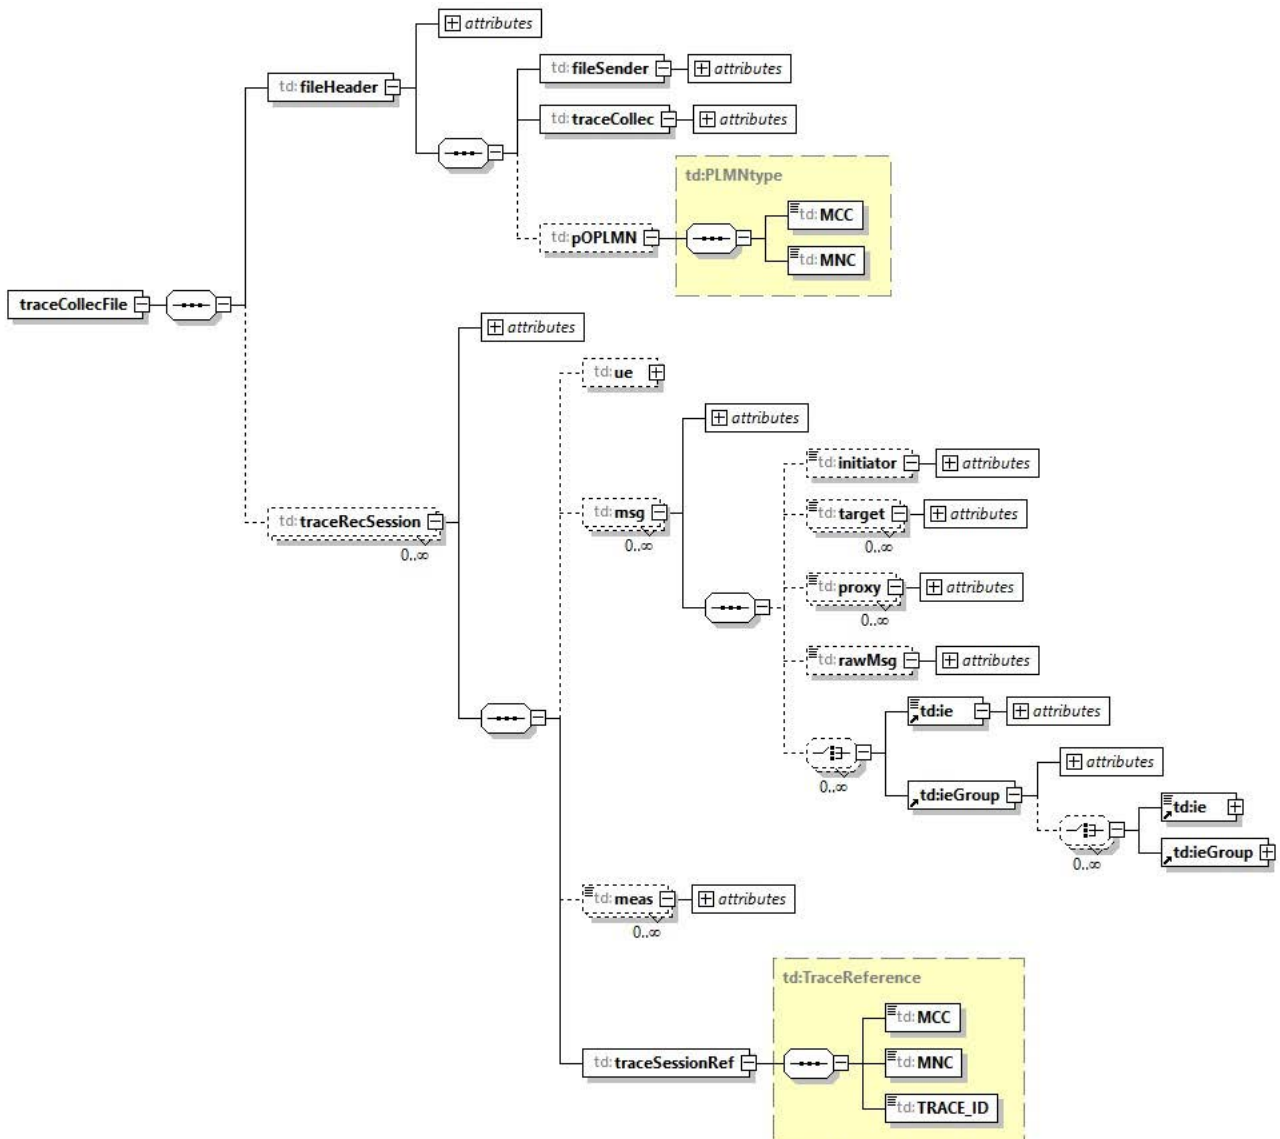 attributes
td:fileSender
attributes
td:fileHeader
td:traceCollec
attributes
td:PLMNtype
td:MCC
td:pOPLMN
td:MNC
traceCollecFile
attributes
td:ue
attributes
td:initiator
attributes
td:msg
0..∞
td:target
attributes
0..∞
td:traceRecSession
0..∞
td:proxy
attributes
0..∞
td:rawMsg
attributes
td:ie
attributes
0..∞
attributes
td:ieGroup
td:ie
0..∞
td:ieGroup
td:meas
attributes
0..∞
td:TraceReference
td:MCC
td:traceSessionRef
td:MNC
td:TRACE_ID